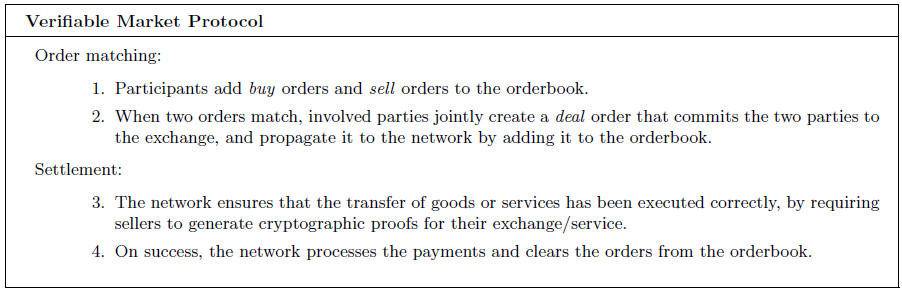 Verifiable Market Protocol
Order matching:
1. Participants add buy orders and sell orders to the orderbook.
2. When two orders match, involved parties jointly create a deal order that commits the two parties to
the exchange, and propagate it to the network by adding it to the orderbook.
Settlement:
3. The network ensures that the transfer of goods or services has been executed correctly, by requiring
sellers to generate cryptographic proofs for their exchange/service.
4. On success, the network processes the payments and clears the orders from the orderbook.